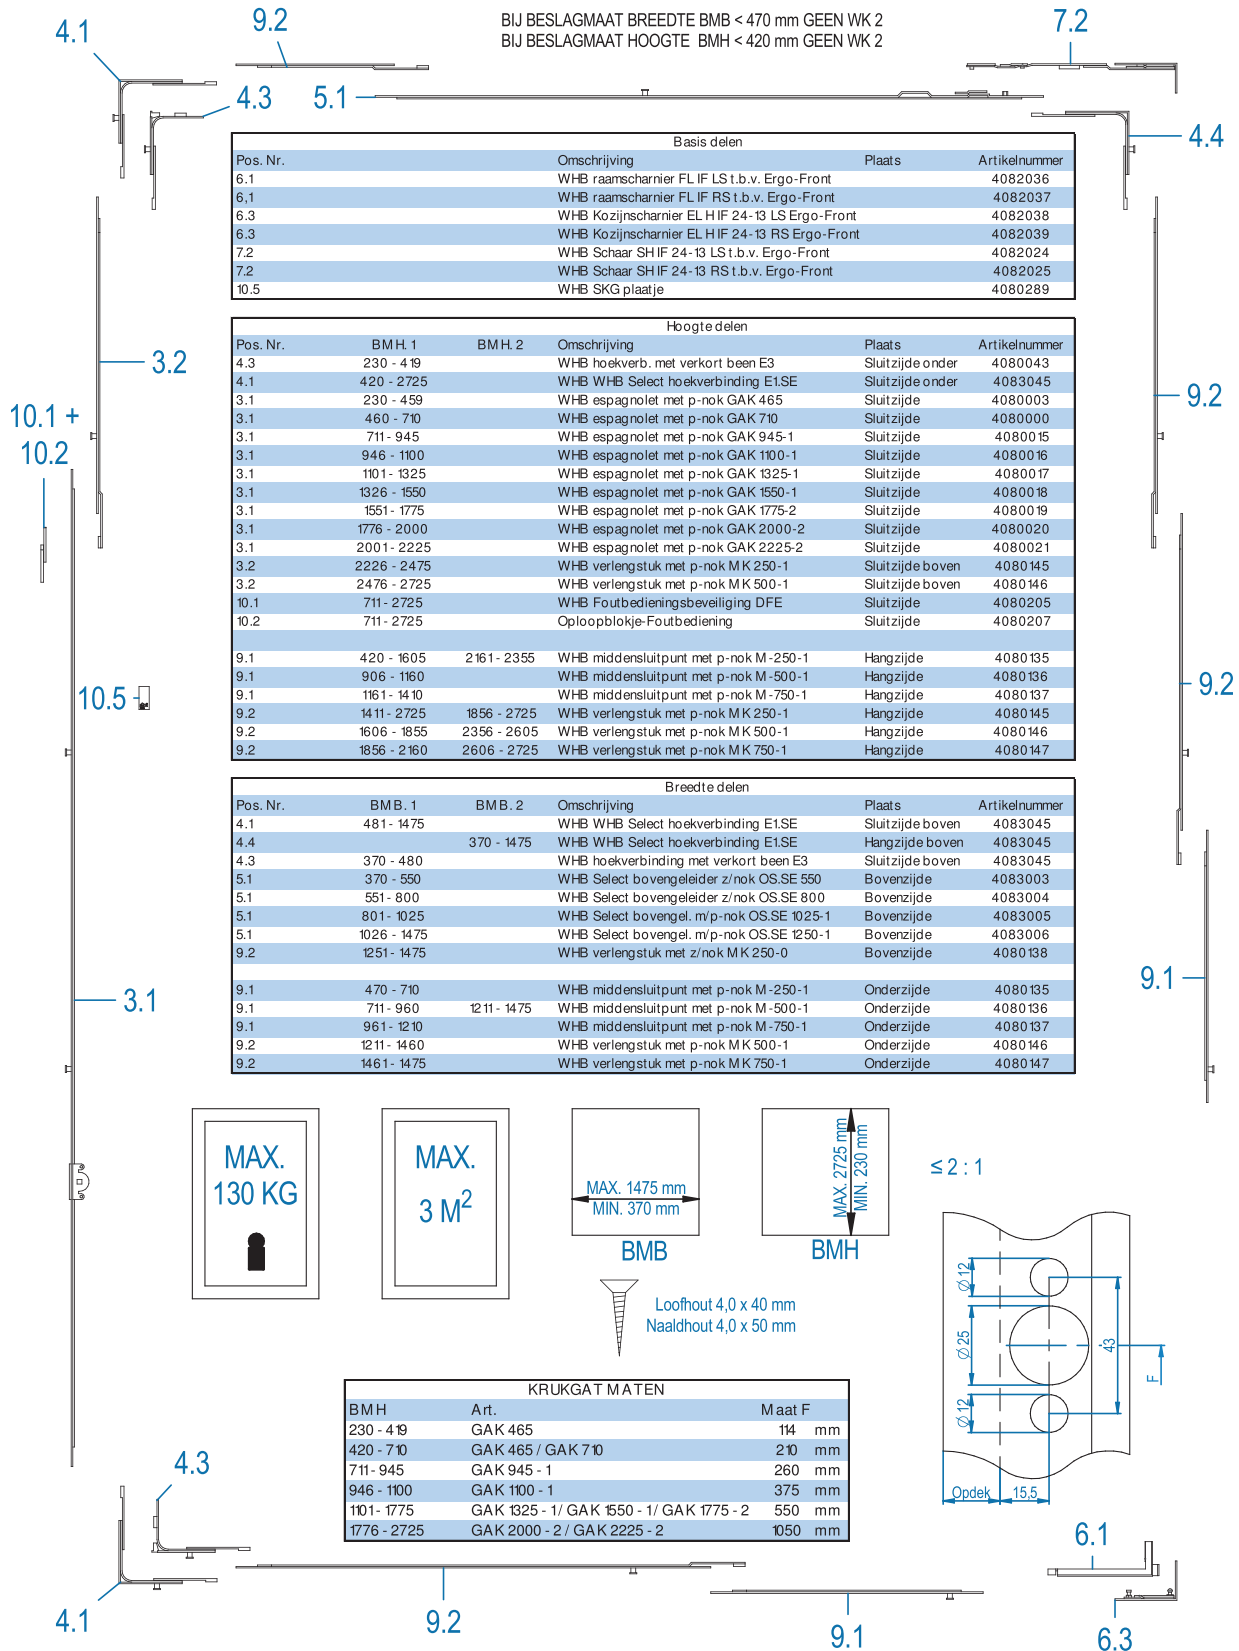 BIJ BESLAGMAAT BREEDTE BMB < 470 mm GEEN WK 2
BIJ BESLAGMAAT HOOGTE BMH < 420 mm GEEN WK 2
4.1
9.2
7.2
4.3
5.1
4.4
Basis delen
Pos. Nr. Omschrijving Plaats Artikelnummer
6.1 WHB raamscharnier FL IF LS t.b.v. Ergo-Front 4082036
6,1 WHB raamscharnier FL IF RS t.b.v. Ergo-Front 4082037
6.3 WHB Kozijnscharnier EL H IF 24-13 LS Ergo-Front 4082038
6.3 WHB Kozijnscharnier EL H IF 24-13 RS Ergo-Front 4082039
7.2 WHB Schaar SH IF 24-13 LS t.b.v. Ergo-Front 4082024
7.2 WHB Schaar SH IF 24-13 RS t.b.v. Ergo-Front 4082025
10.5 WHB SKG plaatje 4080289
Hoogte delen
Pos. Nr. BMH. 1 BMH. 2 Omschrijving Plaats Artikelnummer
4.3 230 - 419 WHB hoekverb. met verkort been E3 Sluitzijde onder 4080043
4.1 420 - 2725 WHB WHB Select hoekverbinding E1.SE Sluitzijde onder 4083045
3.1 230 - 459 WHB espagnolet met p-nok GAK 465 Sluitzijde 4080003
3.1 460 - 710 WHB espagnolet met p-nok GAK 710 Sluitzijde 4080000
3.1 711 - 945 WHB espagnolet met p-nok GAK 945-1 Sluitzijde 4080015
3.1 946 - 1100 WHB espagnolet met p-nok GAK 1100-1 Sluitzijde 4080016
3.1 1101 - 1325 WHB espagnolet met p-nok GAK 1325-1 Sluitzijde 4080017
3.1 1326 - 1550 WHB espagnolet met p-nok GAK 1550-1 Sluitzijde 4080018
3.1 1551 - 1775 WHB espagnolet met p-nok GAK 1775-2 Sluitzijde 4080019
3.1 1776 - 2000 WHB espagnolet met p-nok GAK 2000-2 Sluitzijde 4080020
3.1 2001 - 2225 WHB espagnolet met p-nok GAK 2225-2 Sluitzijde 4080021
3.2 2226 - 2475 WHB verlengstuk met p-nok MK 250-1 Sluitzijde boven 4080145
3.2 2476 - 2725 WHB verlengstuk met p-nok MK 500-1 Sluitzijde boven 4080146
10.1 711 - 2725 WHB Foutbedieningsbeveiliging DFE Sluitzijde 4080205
10.2 711 - 2725 Oploopblokje-Foutbediening Sluitzijde 4080207
9.1 420 - 1605 2161 - 2355 WHB middensluitpunt met p-nok M-250-1 Hangzijde 4080135
9.1 906 - 1160 WHB middensluitpunt met p-nok M-500-1 Hangzijde 4080136
9.1 1161 - 1410 WHB middensluitpunt met p-nok M-750-1 Hangzijde 4080137
9.2 1411 - 2725 1856 - 2725 WHB verlengstuk met p-nok MK 250-1 Hangzijde 4080145
9.2 1606 - 1855 2356 - 2605 WHB verlengstuk met p-nok MK 500-1 Hangzijde 4080146
9.2 1856 - 2160 2606 - 2725 WHB verlengstuk met p-nok MK 750-1 Hangzijde 4080147
Breedte delen
Pos. Nr. BMB. 1 BMB. 2 Omschrijving Plaats Artikelnummer
4.1 481 - 1475 WHB WHB Select hoekverbinding E1.SE Sluitzijde boven 4083045
4.4 370 - 1475 WHB WHB Select hoekverbinding E1.SE Hangzijde boven 4083045
4.3 370 - 480 WHB hoekverbinding met verkort been E3 Sluitzijde boven 4083045
5.1 370 - 550 WHB Select bovengeleider z/nok OS.SE 550 Bovenzijde 4083003
5.1 551 - 800 WHB Select bovengeleider z/nok OS.SE 800 Bovenzijde 4083004
5.1 801 - 1025 WHB Select bovengel. m/p-nok OS.SE 1025-1 Bovenzijde 4083005
5.1 1026 - 1475 WHB Select bovengel. m/p-nok OS.SE 1250-1 Bovenzijde 4083006
9.2 1251 - 1475 WHB verlengstuk met z/nok MK 250-0 Bovenzijde 4080138
9.1 470 - 710 WHB middensluitpunt met p-nok M-250-1 Onderzijde 4080135
9.1 711 - 960 1211 - 1475 WHB middensluitpunt met p-nok M-500-1 Onderzijde 4080136
9.1 961 - 1210 WHB middensluitpunt met p-nok M-750-1 Onderzijde 4080137
9.2 1211 - 1460 WHB verlengstuk met p-nok MK 500-1 Onderzijde 4080146
9.2 1461 - 1475 WHB verlengstuk met p-nok MK 750-1 Onderzijde 4080147
3.2
10.1 +
10.2
10.5
3.1
9.2
9.2
9.1
MAX.
130 KG
MAX.
3 M²
MAX. 1475 mm
MIN. 370 mm
BMB
MAX. 2725 mm
MIN. 230 mm
BMH
≤ 2 : 1
Loofhout 4,0 x 40 mm
Naaldhout 4,0 x 50 mm
Ø 12
Ø 25
Ø 12
43
F
Opdek
15,5
KRUKGAT MATEN
BMH Art. Maat F
230 - 419 GAK 465 114 mm
420 - 710 GAK 465 / GAK 710 210 mm
711 - 945 GAK 945 - 1 260 mm
946 - 1100 GAK 1100 - 1 375 mm
1101 - 1775 GAK 1325 - 1 / GAK 1550 - 1 / GAK 1775 - 2 550 mm
1776 - 2725 GAK 2000 - 2 / GAK 2225 - 2 1050 mm
4.3
4.1
9.2
9.1
6.1
6.3